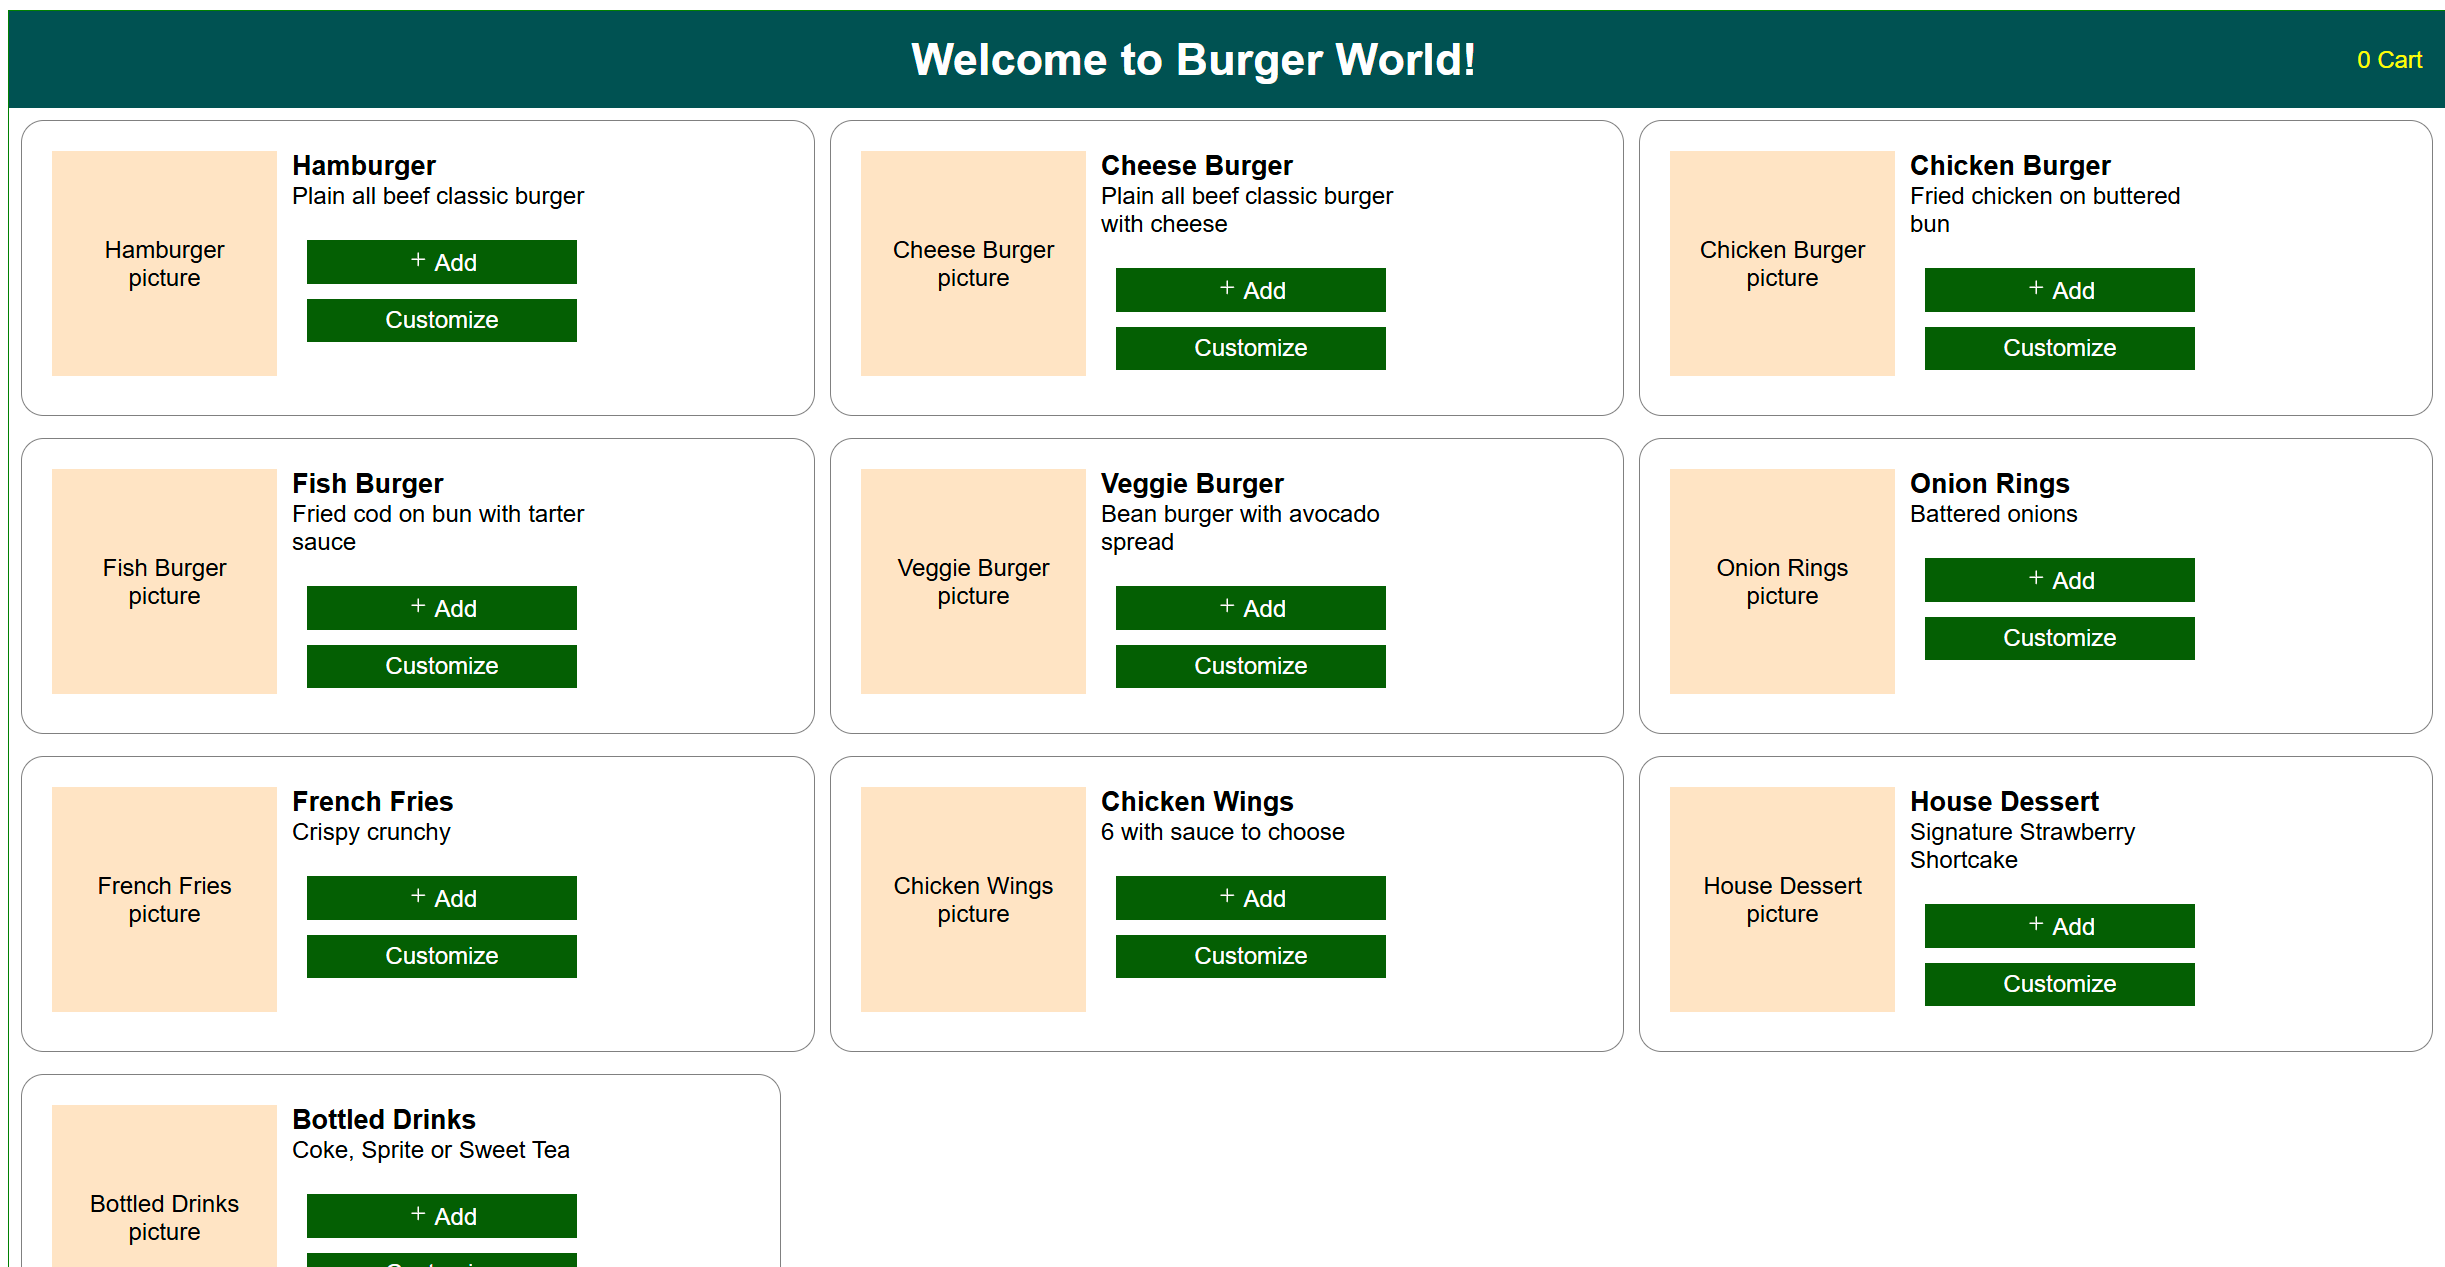 Welcome to Burger World!
0 Cart
Hamburger
picture
Hamburger
Plain all beef classic burger
+ Add
Customize
Cheese Burger
picture
Cheese Burger
Plain all beef classic burger
with cheese
+ Add
Customize
Chicken Burger
picture
Chicken Burger
Fried chicken on buttered
bun
+ Add
Customize
Fish Burger
picture
Fish Burger
Fried cod on bun with tarter
sauce
+ Add
Customize
Veggie Burger
picture
Veggie Burger
Bean burger with avocado
spread
+ Add
Customize
Onion Rings
picture
Onion Rings
Battered onions
+ Add
Customize
French Fries
picture
French Fries
Crispy crunchy
+ Add
Customize
Chicken Wings
picture
Chicken Wings
6 with sauce to choose
+ Add
Customize
House Dessert
picture
House Dessert
Signature Strawberry
Shortcake
+ Add
Customize
Bottled Drinks
picture
Bottled Drinks
Coke, Sprite or Sweet Tea
+ Add